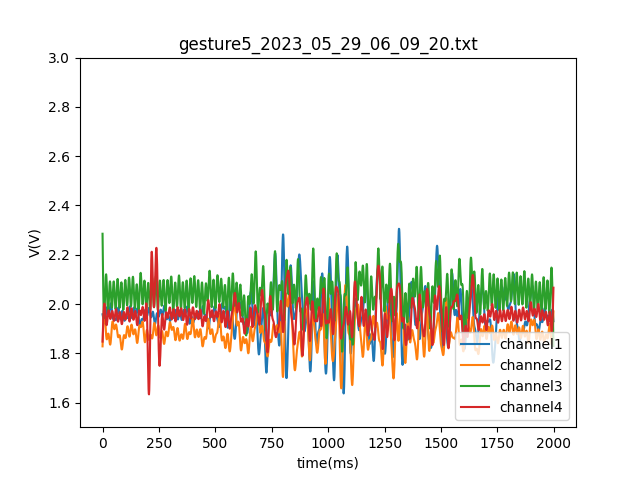 gesture5_2023_05_29_06_09_20.txt
3.0
2.8
2.6
2.4
2.2
2.0
1.8
1.6
V(V)
channel1
channel2
channel3
channel4
0 250 500 750 1000 1250 1500 1750 2000
time(ms)